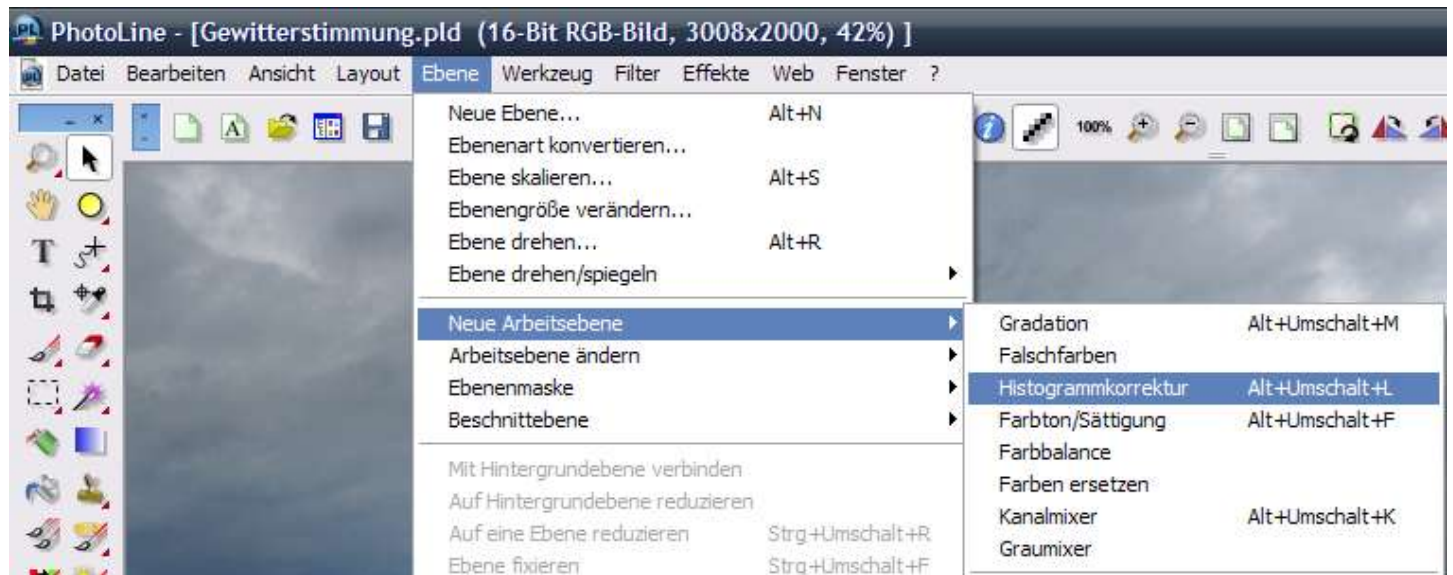 PhotoLine - [Gewitterstimmung.pld (16-Bit RGB-Bild, 3008x2000, 42%) ]
Datei Bearbeiten Ansicht Layout Ebene Werkzeug Filter Effekte Web Fenster ?
100%
Neue Ebene... Alt+N
Ebenenart konvertieren...
Ebene skalieren... Alt+S
Ebenengröße verändern...
Ebene drehen... Alt+R
Ebene drehen/spiegeln
Neue Arbeitsebene
Arbeitsebene ändern
Ebenenmaske
Beschnittebene
Mit Hintergrundebene verbinden
Auf Hintergrundebene reduzieren
Auf eine Ebene reduzieren Strg+Umschalt+R
Ebene fixieren Strg+Umschalt+F
Gradation Alt+Umschalt+M
Falschfarben
Histogrammkorrektur Alt+Umschalt+L
Farbton/Sättigung Alt+Umschalt+F
Farbbalance
Farben ersetzen
Kanalmixer Alt+Umschalt+K
Graumixer